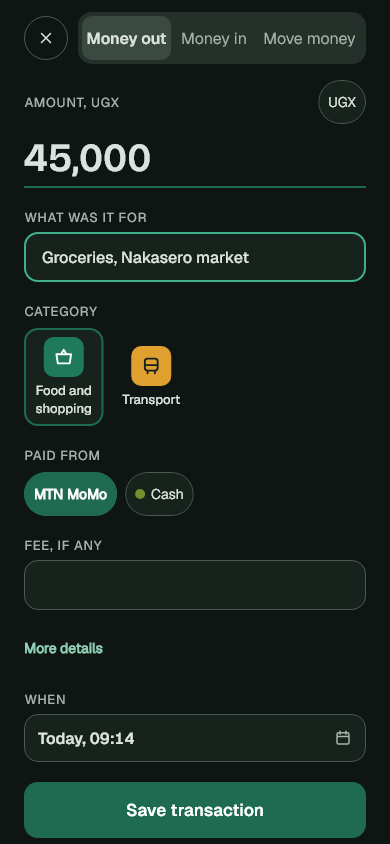 Money out Money in Move money
AMOUNT, UGX
UGX
45,000
WHAT WAS IT FOR
Groceries, Nakasero market
CATEGORY
Food and
shopping
Transport
PAID FROM
MTN MoMo
Cash
FEE, IF ANY
More details
WHEN
Today, 09:14
Save transaction